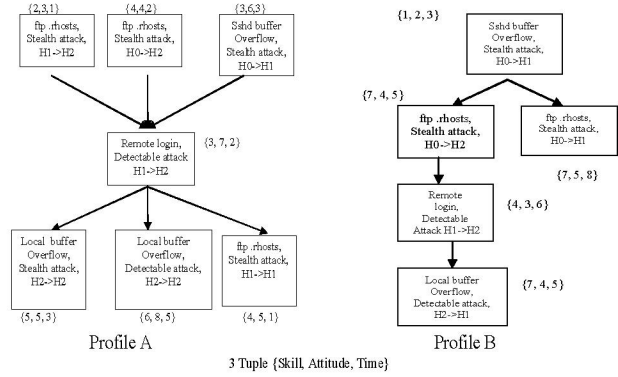 {2,3,1}
ftp .rhosts,
Stealth attack,
H1->H2
{4,4,2}
ftp .rhosts,
Stealth attack,
H0->H2
{3,6,3}
Sshd buffer
Overflow,
Stealth attack,
H0->H1
Remote login,
Detectable attack
H1->H2
{3, 7, 2}
Local buffer
Overflow,
Stealth attack,
H2->H2
{5, 5, 3}
Local buffer
Overflow,
Detectable attack,
H2->H2
{6, 8, 5}
ftp .rhosts,
Stealth attack,
H1->H1
{4, 5, 1}
Profile A
{1, 2, 3}
Sshd buffer
Overflow,
Stealth attack,
H0->H1
{7, 4, 5}
ftp .rhosts,
Stealth attack,
H0->H2
ftp .rhosts,
Stealth attack,
H0->H1
{7, 5, 8}
Remote
login,
Detectable
Attack H1->H2
{4, 3, 6}
Local buffer
Overflow,
Detectable attack,
H2->H1
{7, 4, 5}
Profile B
3 Tuple {Skill, Attitude, Time}